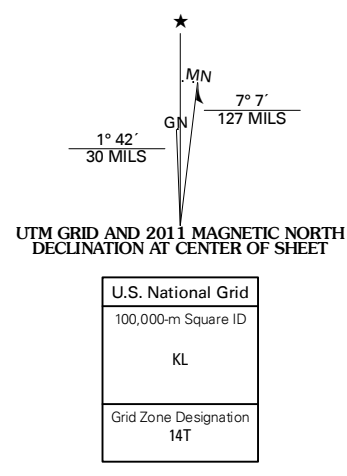 ★
MN
GN
7° 7´
127 MILS
1° 42´
30 MILS
UTM GRID AND 2011 MAGNETIC NORTH
DECLINATION AT CENTER OF SHEET
U.S. National Grid
100,000-m Square ID
KL
Grid Zone Designation
14T